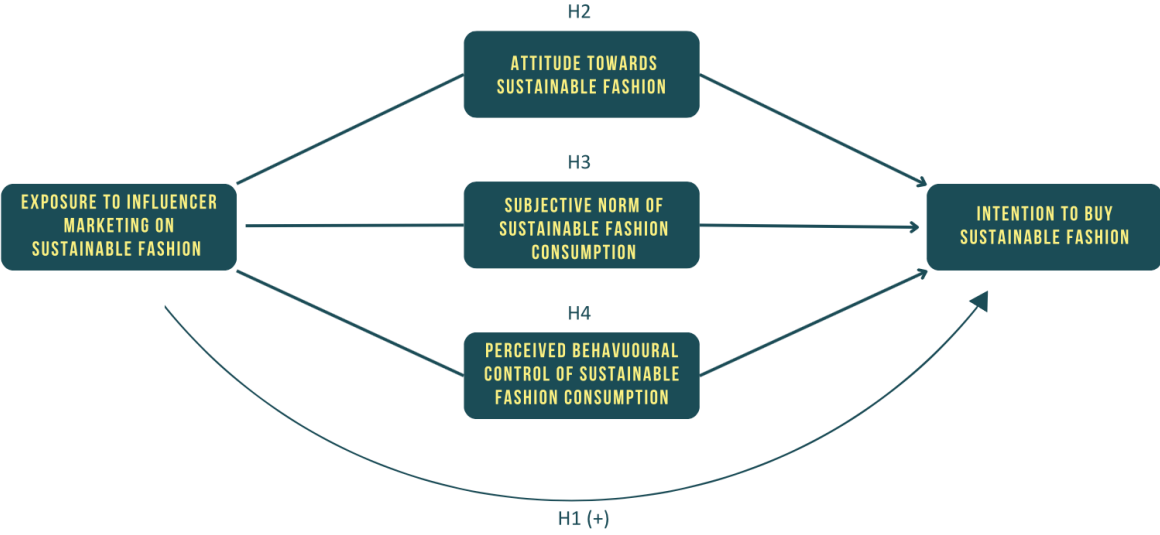 H2
ATTITUDE TOWARDS
SUSTAINABLE FASHION
H3
EXPOSURE TO INFLUENCER
MARKETING ON
SUSTAINABLE FASHION
SUBJECTIVE NORM OF
SUSTAINABLE FASHION
CONSUMPTION
INTENTION TO BUY
SUSTAINABLE FASHION
H4
PERCEIVED BEHAVUOURAL
CONTROL OF SUSTAINABLE
FASHION CONSUMPTION
H1 (+)